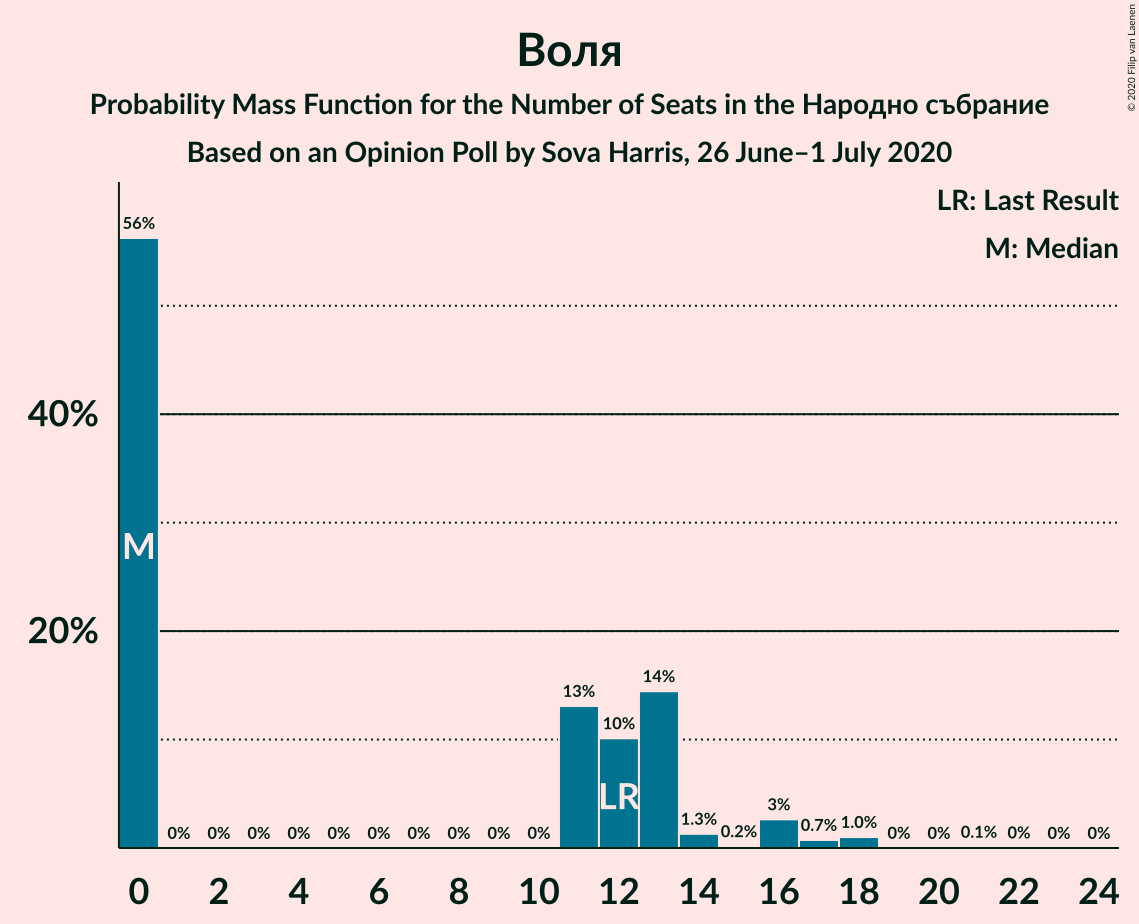 © 2020 Filip van Laenen
Воля
Probability Mass Function for the Number of Seats in the Народно събрание
Based on an Opinion Poll by Sova Harris, 26 June–1 July 2020
LR: Last Result
M: Median
56%
40%
M
20%
14%
13%
10%
LR
3%
1.3%
1.0%
0.7%
0% 0% 0% 0% 0% 0% 0% 0% 0% 0% 0.2% 0% 0% 0.1% 0% 0% 0%
0 2 4 6 8 10 12 14 16 18 20 22 24